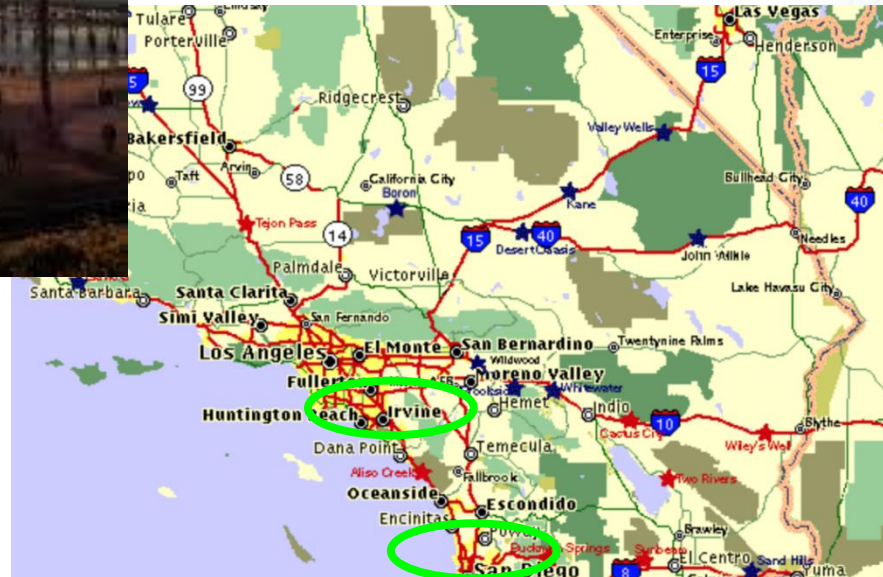 Tulare
Las Vegas
Porterville
Enterprise
Henderson
15
5
99
Ridgecrest
Valley Wells
Bakersfield
Arvin
Taft
58
California City
Boron
Kane
Bullhead City
40
Tejon Pass
14
15
40
Desert Oasis
John Wilkie
Needles
Palmdale
Victorville
Lake Havasu City
Santa Barbara
Santa Clarita
Simi Valley
San Fernando
Los Angeles
El Monte
San Bernardino
Twentynine Palms
Wildwood
Moreno Valley
Whitewater
Hemet
Indio
Huntington Beach
Irvine
Cactus City
10
Blythe
Wiley's Well
Dana Point
Temecula
Aliso Creek
Fallbrook
Two Rivers
Oceanside
Escondido
Encinitas
Brawley
Springs
Sunbeam
El Centro
Sand Hills
San Diego
8
Yuma